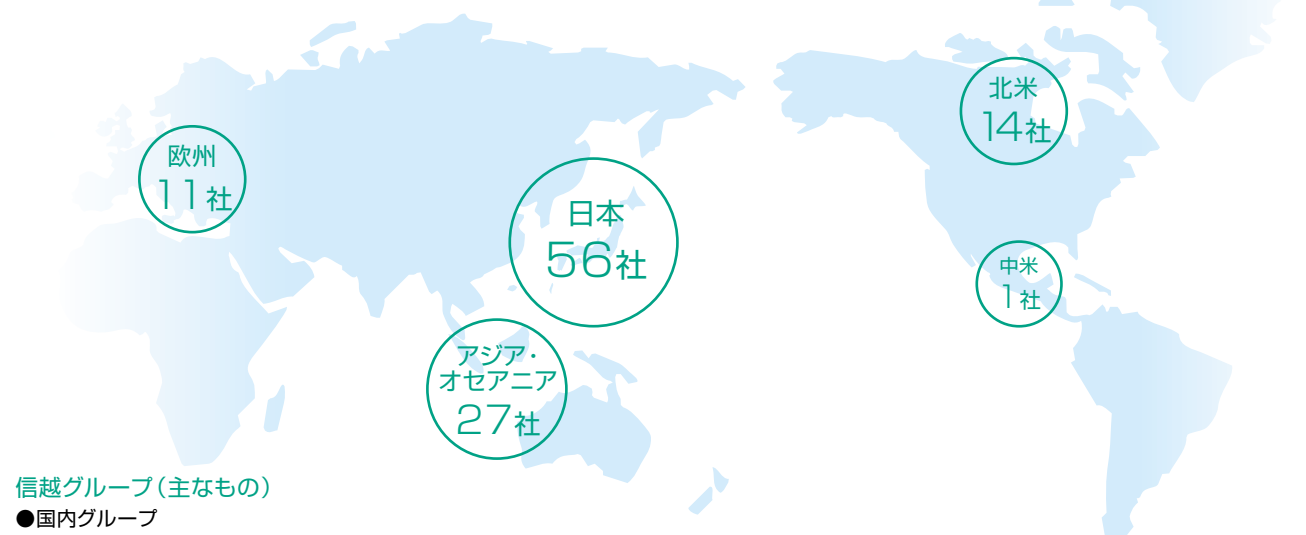 北米
14社
欧州
11社
日本
56社
中米
1社
アジア・
オセアニア
27社
信越グループ（主なもの）
●国内グループ